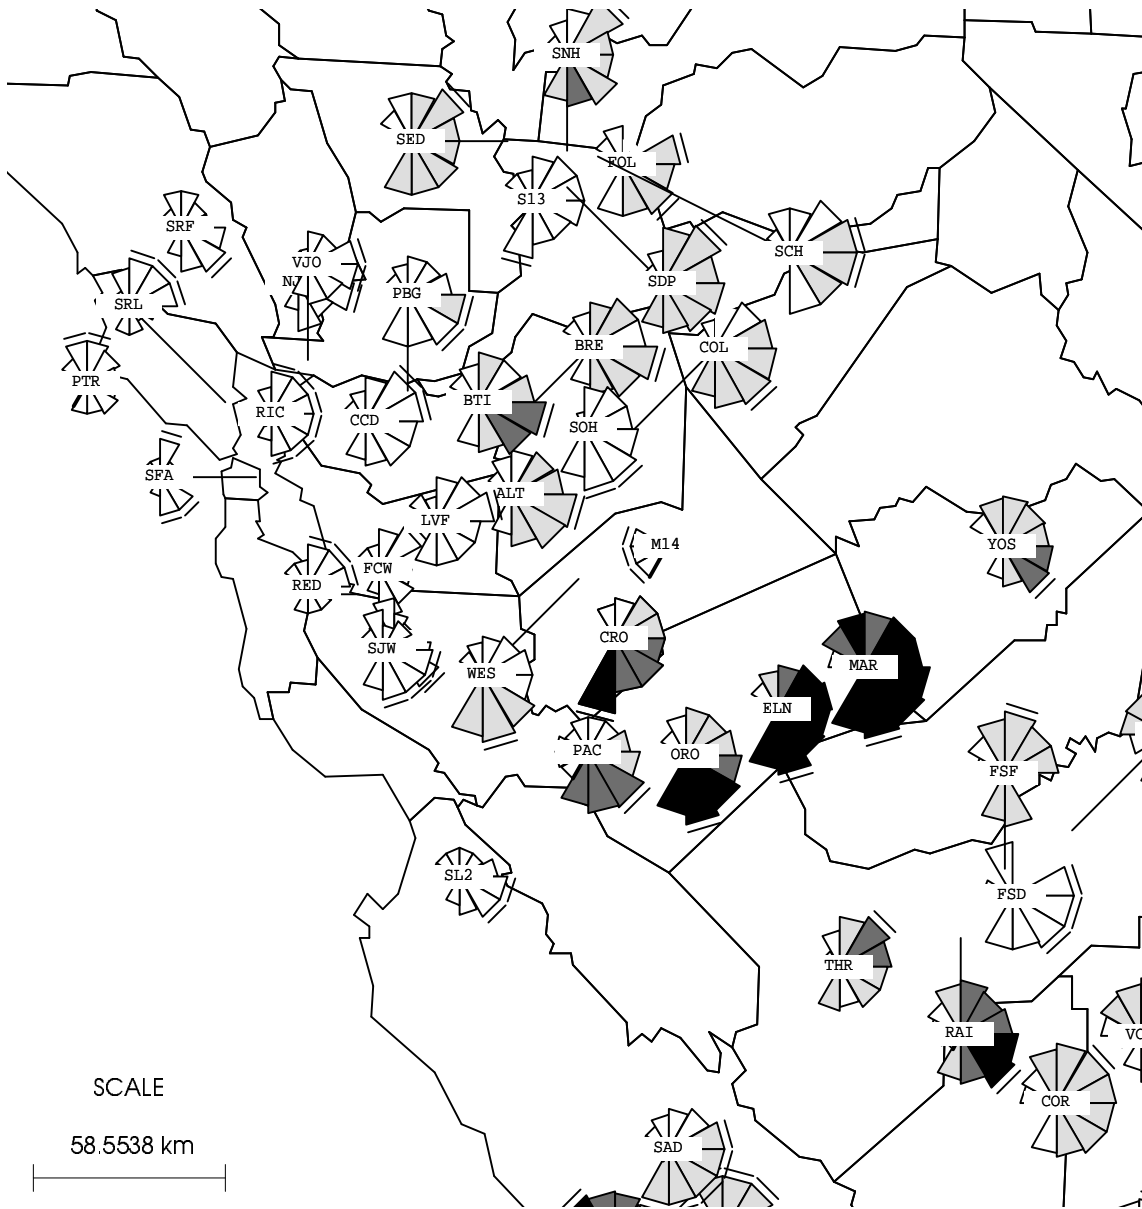 SNH
SED
FOL
S13
SRF
SCH
VJO
NJ
SDP
PBG
SRL
BRE
COL
PTR
BTI
RIC
CCD
SOH
SFA
ALT
LVF
M14
YOS
FCW
RED
CRO
SJW
MAR
WES
ELN
PAC
ORO
FSF
SL2
FSD
THR
RAI
VC
SCALE
COR
58.5538 km
SAD